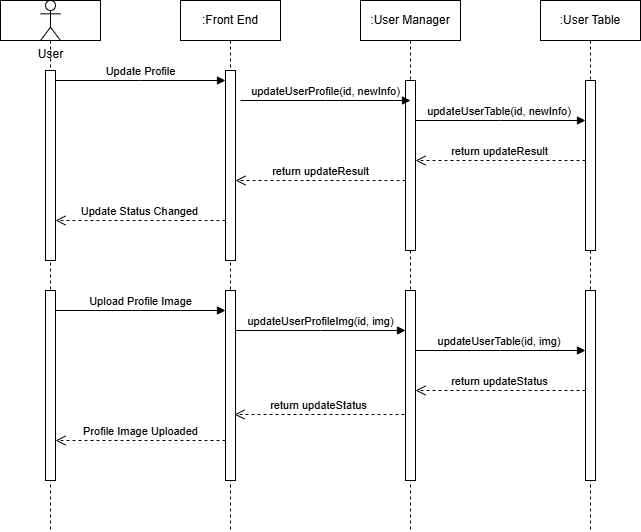 :Front End
:User Manager
:User Table
User
Update Profile
updateUserProfile(id, newInfo)
updateUserTable(id, newInfo)
return updateResult
return updateResult
Update Status Changed
Upload Profile Image
updateUserProfileImg(id, img)
updateUserTable(id, img)
return updateStatus
return updateStatus
Profile Image Uploaded